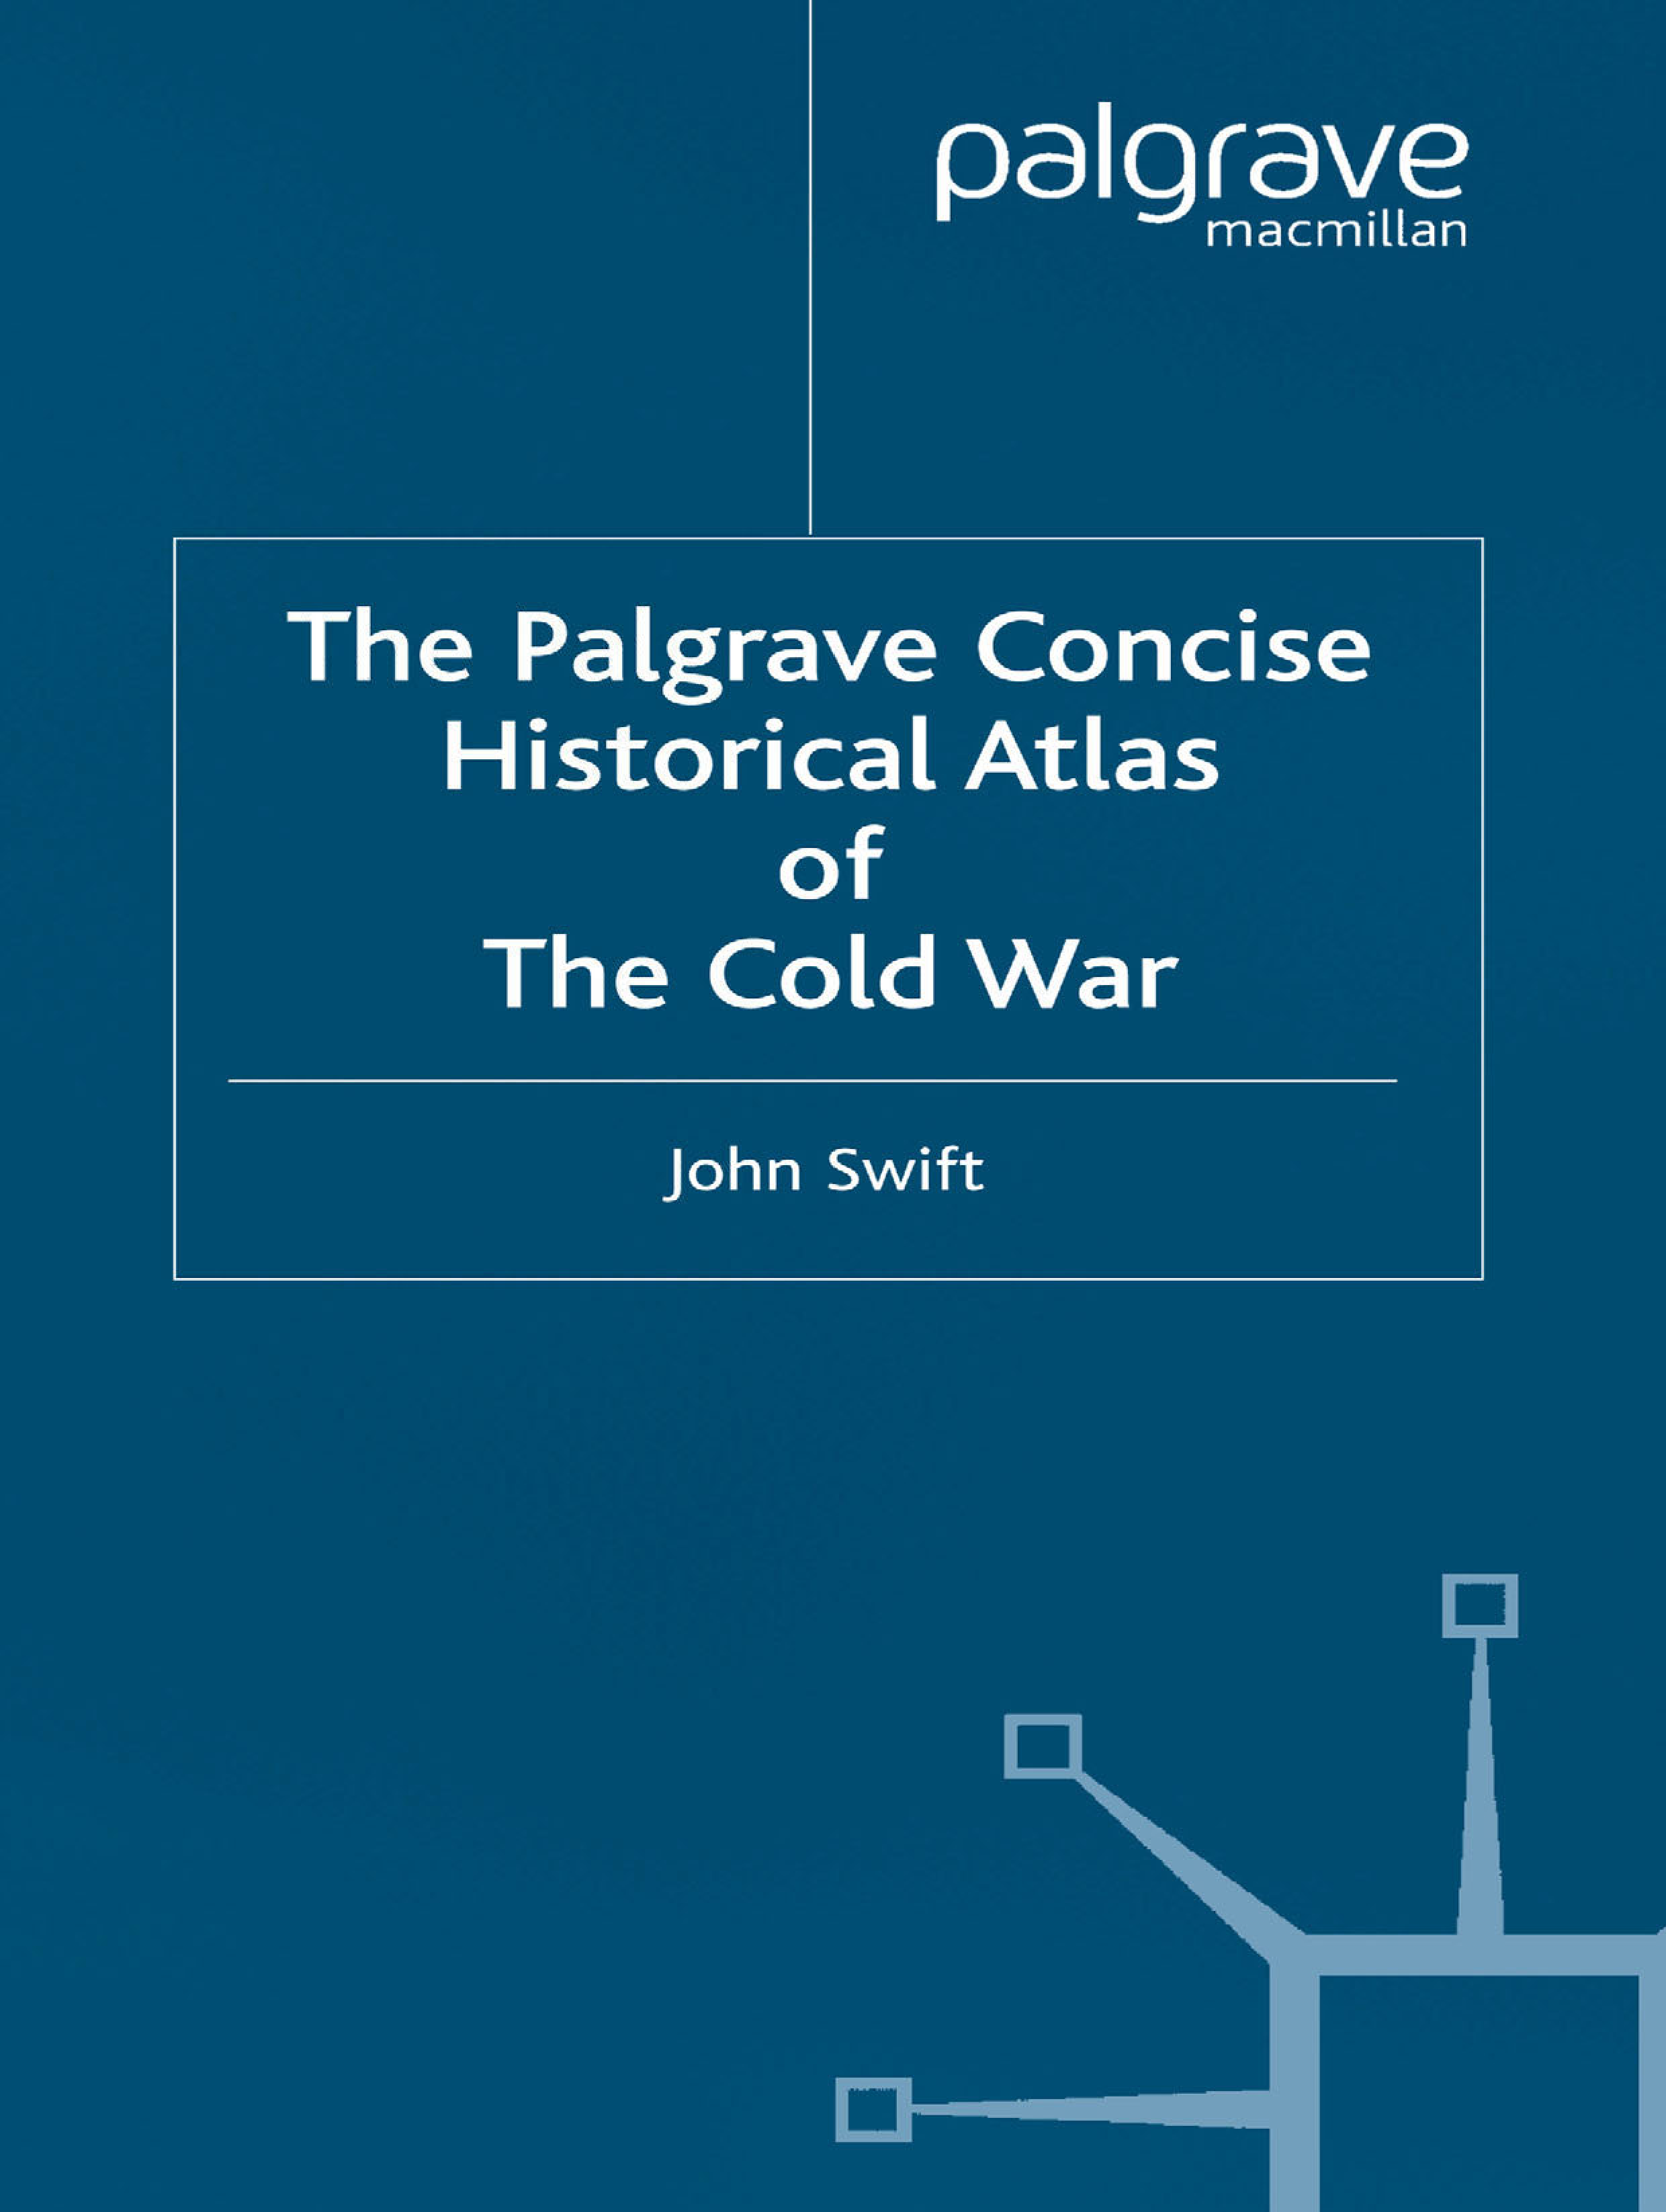 palgrave
macmillan
The Palgrave Concise
Historical Atlas
of
The Cold War
John Swift